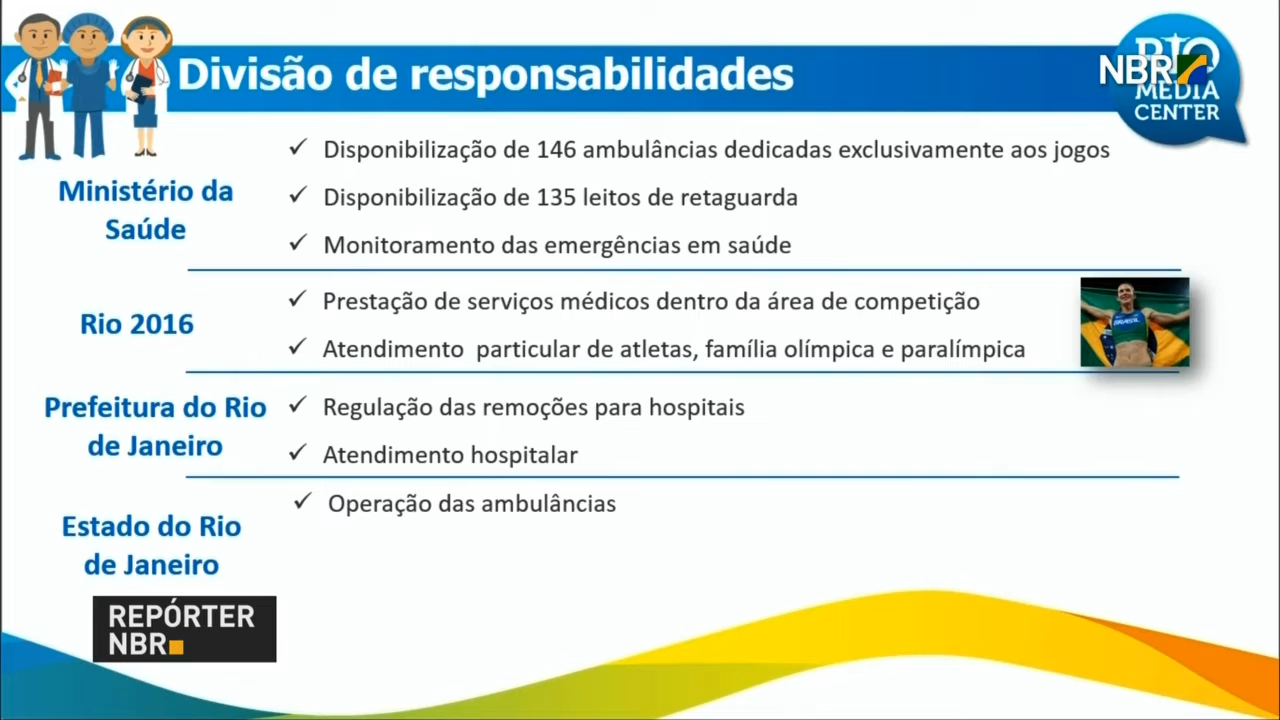 Divisão de responsabilidades
NBR
RIO
MEDIA
CENTER
Ministério da
Saúde
✓ Disponibilização de 146 ambulâncias dedicadas exclusivamente aos jogos
✓ Disponibilização de 135 leitos de retaguarda
✓ Monitoramento das emergências em saúde
Rio 2016
✓ Prestação de serviços médicos dentro da área de competição
✓ Atendimento particular de atletas, família olímpica e paralímpica
BRASIL
Prefeitura do Rio
de Janeiro
✓ Regulação das remoções para hospitais
✓ Atendimento hospitalar
Estado do Rio
de Janeiro
✓ Operação das ambulâncias
REPÓRTER
NBR